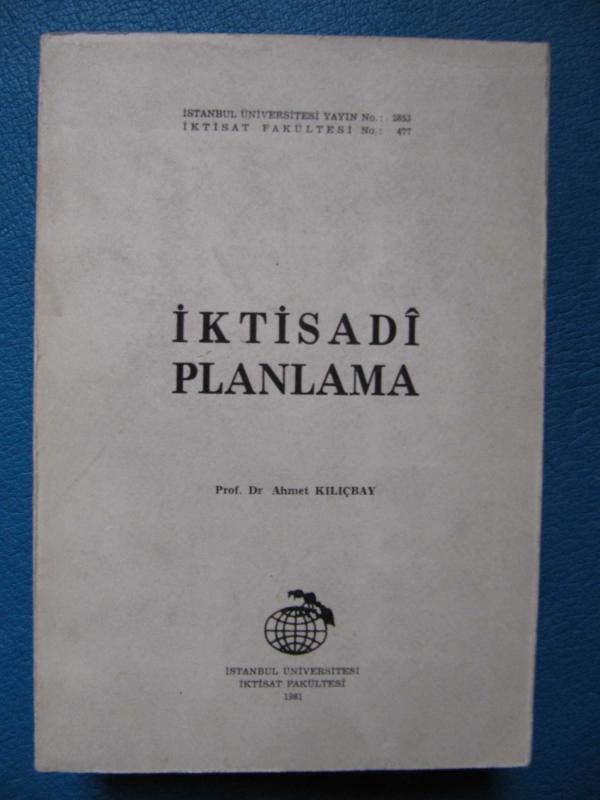 İSTANBUL ÜNİVERSİTESİ YAYIN No.: 2853
İKTİSAT FAKÜLTESİ No.: 477
İKTİSADÎ
PLANLAMA
Prof. Dr Ahmet KILIÇBAY
İSTANBUL ÜNİVERSİTESİ
İKTİSAT FAKÜLTESİ
1981